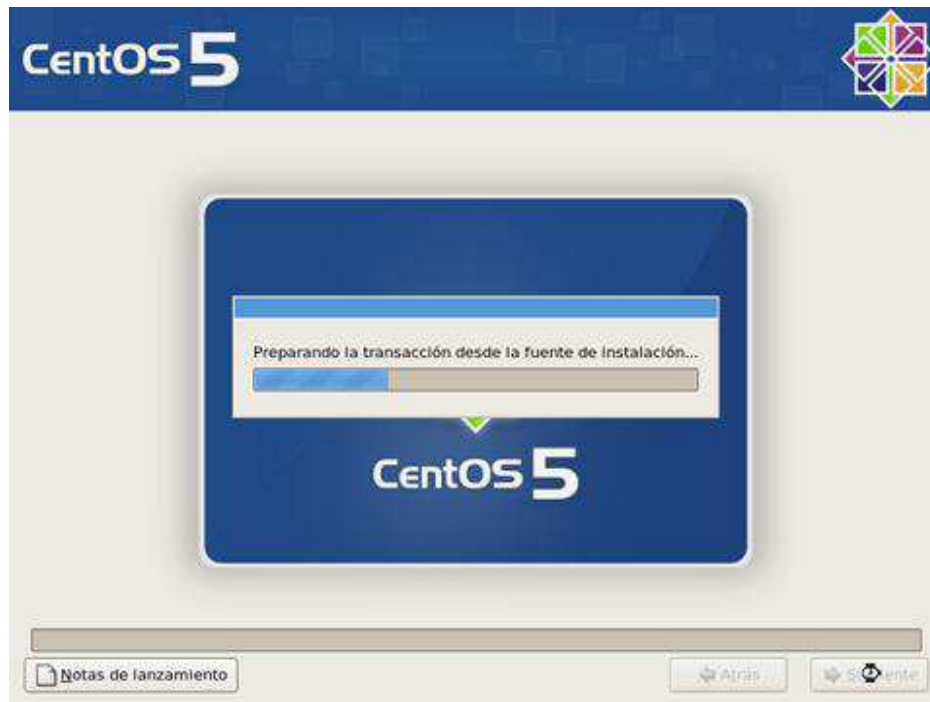 CentOS 5
Preparando la transacción desde la fuente de instalación...
CentOS 5
Notas de lanzamiento
Atrás